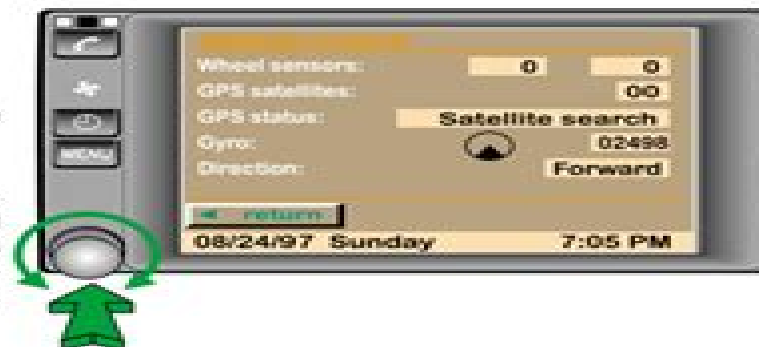 MENU
Wheel sensors: 0 0
GPS satellites: 00
GPS status: Satellite search
Gyro: 02498
Direction: Forward
◄ return
08/24/97 Sunday 7:05 PM